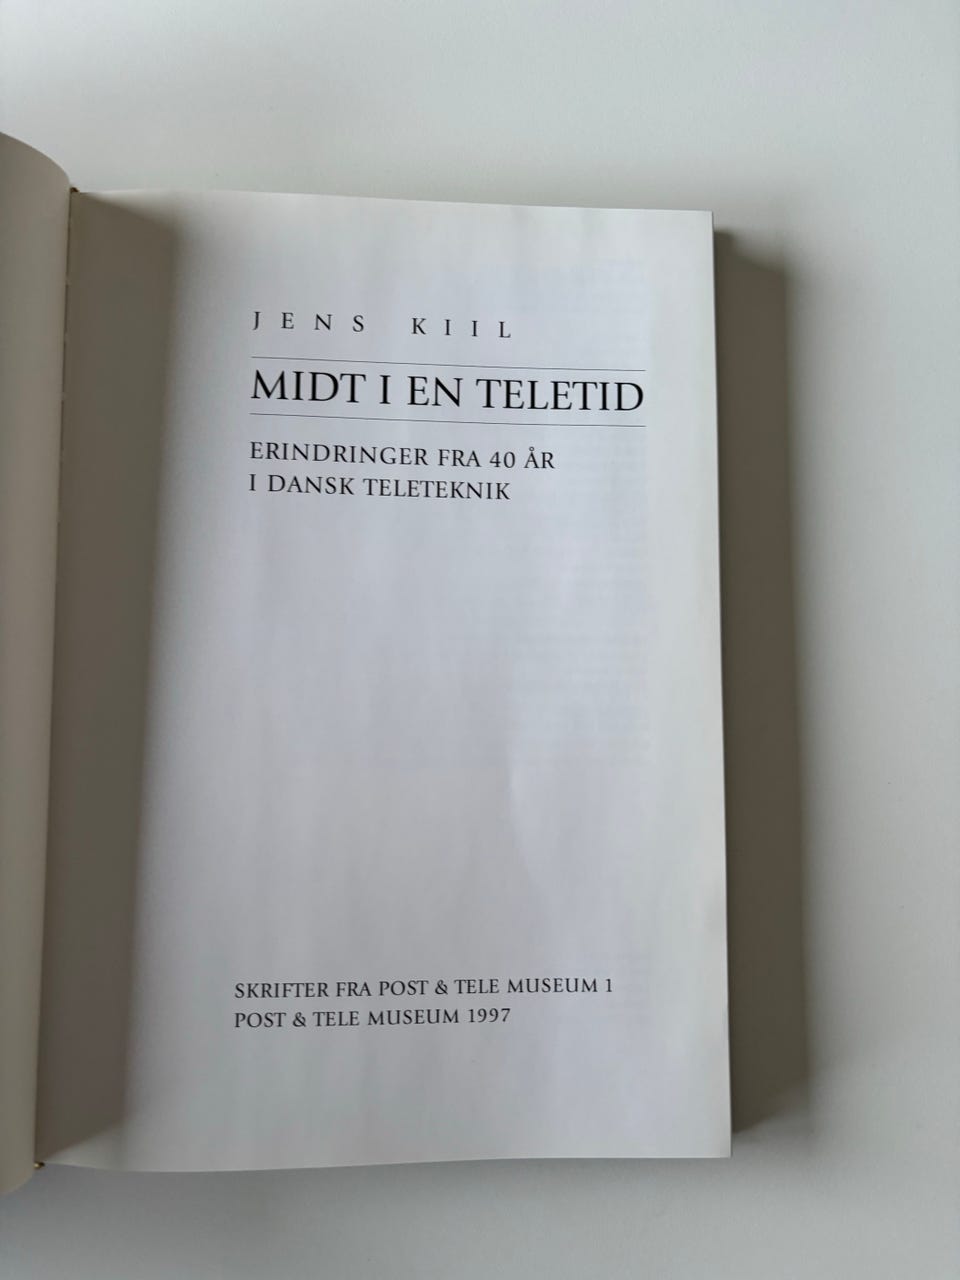 JENS KIIL
MIDT I EN TELETID
ERINDRINGER FRA 40 ÅR
I DANSK TELETEKNIK
SKRIFTER FRA POST & TELE MUSEUM 1
POST & TELE MUSEUM 1997